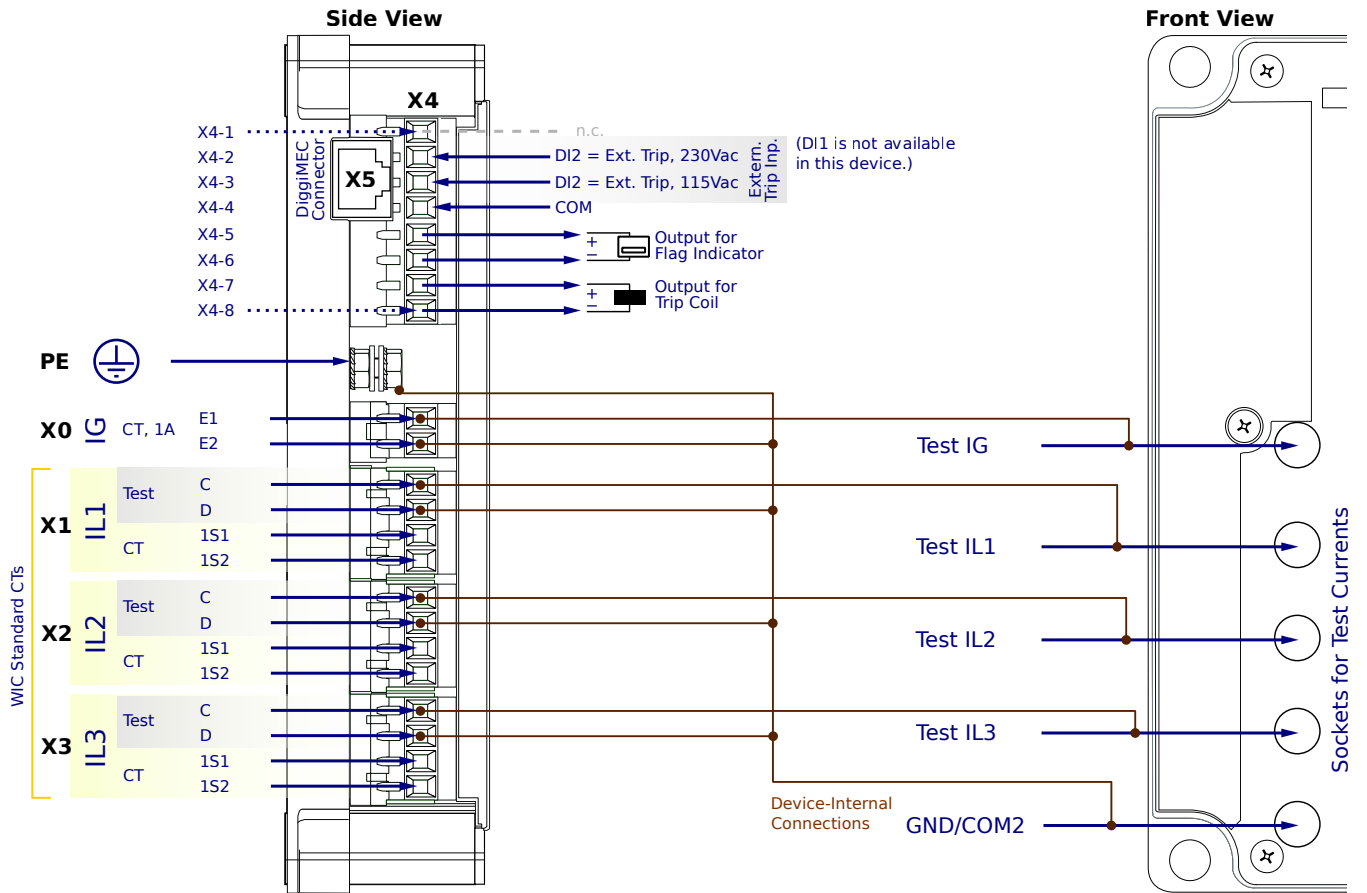 Side View
Front View
X4
X4-1
n.c.
X4-2
DI2 = Ext. Trip, 230Vac
X4-3
DI2 = Ext. Trip, 115Vac
Extern.
Trip Inp.
(DI1 is not available
in this device.)
X4-4
COM
DiggiMEC
Connector
X5
X4-5
+
Output for
X4-6
−
Flag Indicator
X4-7
+
Output for
X4-8
−
Trip Coil
PE
X0
IG
CT, 1A
E1
E2
Test IG
WIC Standard CTs
X1
IL1
Test
C
D
CT
1S1
1S2
Test IL1
X2
IL2
Test
C
D
CT
1S1
1S2
Test IL2
X3
IL3
Test
C
D
CT
1S1
1S2
Test IL3
Device-Internal
Connections
GND/COM2
Sockets for Test Currents